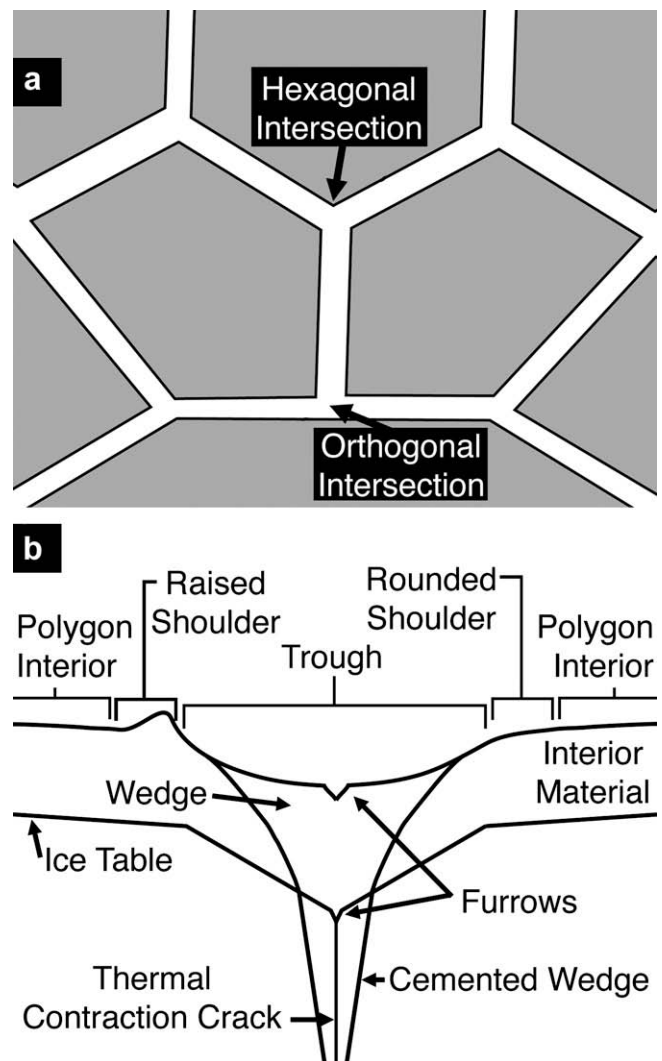 a
Hexagonal
Intersection
Orthogonal
Intersection
b
Raised
Shoulder
Rounded
Shoulder
Polygon
Interior
Trough
Polygon
Interior
Wedge
Interior
Material
Ice Table
Furrows
Thermal
Contraction Crack
Cemented Wedge